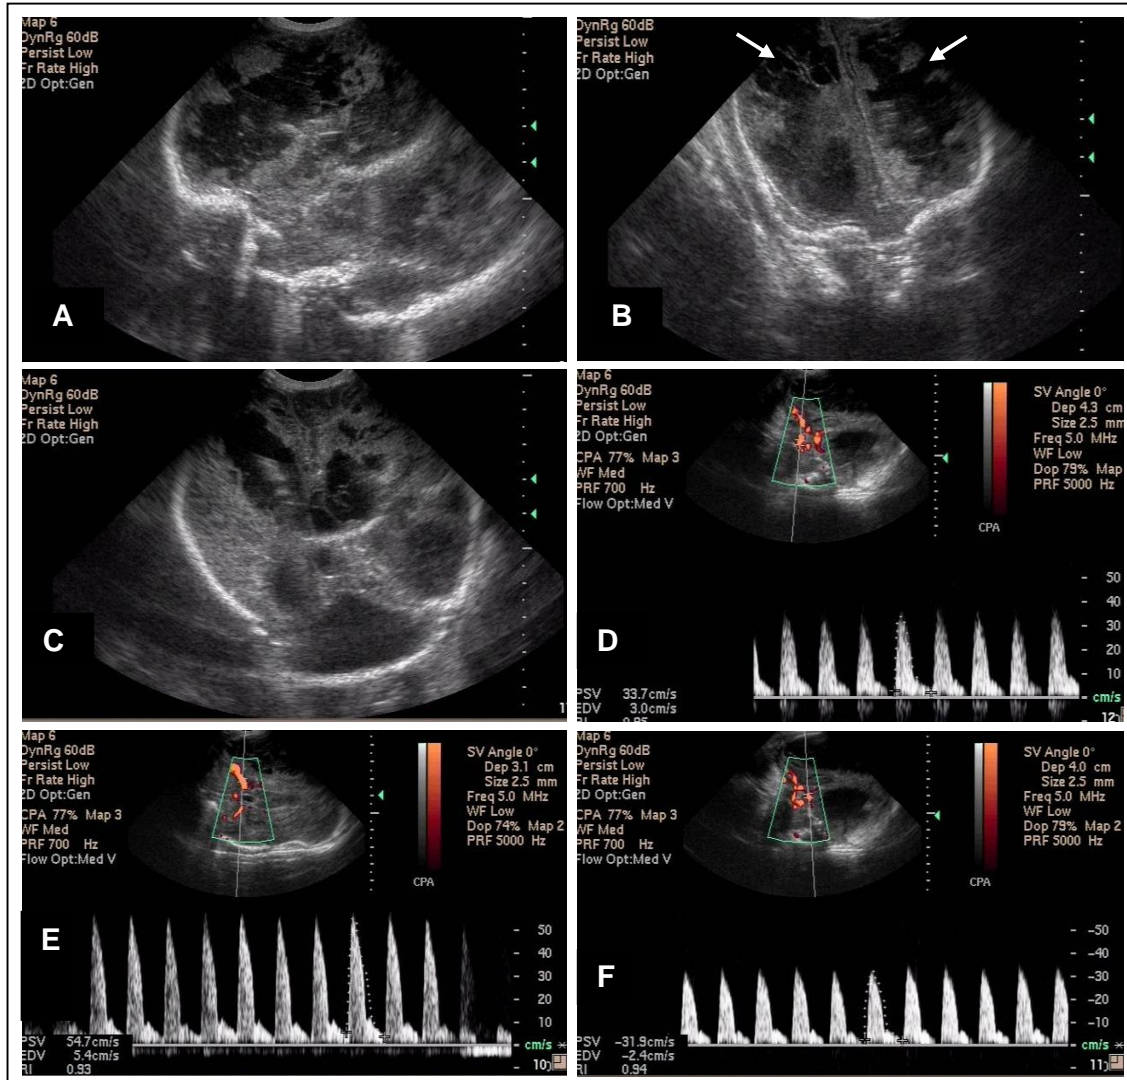 Map 6
DynRg 60dB
Persist Low
Fr Rate High
2D Opt:Gen
A
Map 6
DynRg 60dB
Persist Low
Fr Rate High
2D Opt:Gen
B
Map 6
DynRg 60dB
Persist Low
Fr Rate High
2D Opt:Gen
C
Map 6
DynRg 60dB
Persist Low
Fr Rate High
2D Opt:Gen
CPA 77% Map 3
WF Med
PRF 700 Hz
Flow Opt:Med V
CPA
SV Angle 0°
Dep 4.3 cm
Size 2.5 mm
Freq 5.0 MHz
WF Low
Dop 79% Map
PRF 5000 Hz
50
40
30
20
10
cm/s
D
PSV 33.7cm/s
EDV 3.0cm/s
12
Map 6
DynRg 60dB
Persist Low
Fr Rate High
2D Opt:Gen
CPA 77% Map 3
WF Med
PRF 700 Hz
Flow Opt:Med V
CPA
SV Angle 0°
Dep 3.1 cm
Size 2.5 mm
Freq 5.0 MHz
WF Low
Dop 74% Map 2
PRF 5000 Hz
E
50
40
30
20
10
cm/s
PSV 54.7cm/s
EDV 5.4cm/s
RI 0.93
10
Map 6
DynRg 60dB
Persist Low
Fr Rate High
2D Opt:Gen
CPA 77% Map 3
WF Med
PRF 700 Hz
Flow Opt:Med V
CPA
SV Angle 0°
Dep 4.0 cm
Size 2.5 mm
Freq 5.0 MHz
WF Low
Dop 79% Map 2
PRF 5000 Hz
F
-50
-40
-30
-20
-10
cm/s
PSV -31.9cm/s
EDV -2.4cm/s
RI 0.94
11